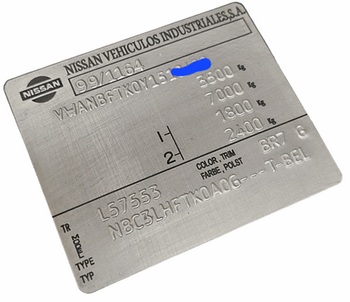 NISSAN
NISSAN VEHICULOS INDUSTRIALES,S.A.
99/1164
3500 kg
7000 kg
1- 1800 kg
2- 2400 kg
COLOR, TRIM
FARBE, POLST
BR7 G
T-BEL
TR L57553
MODEL
TYPE
TYP